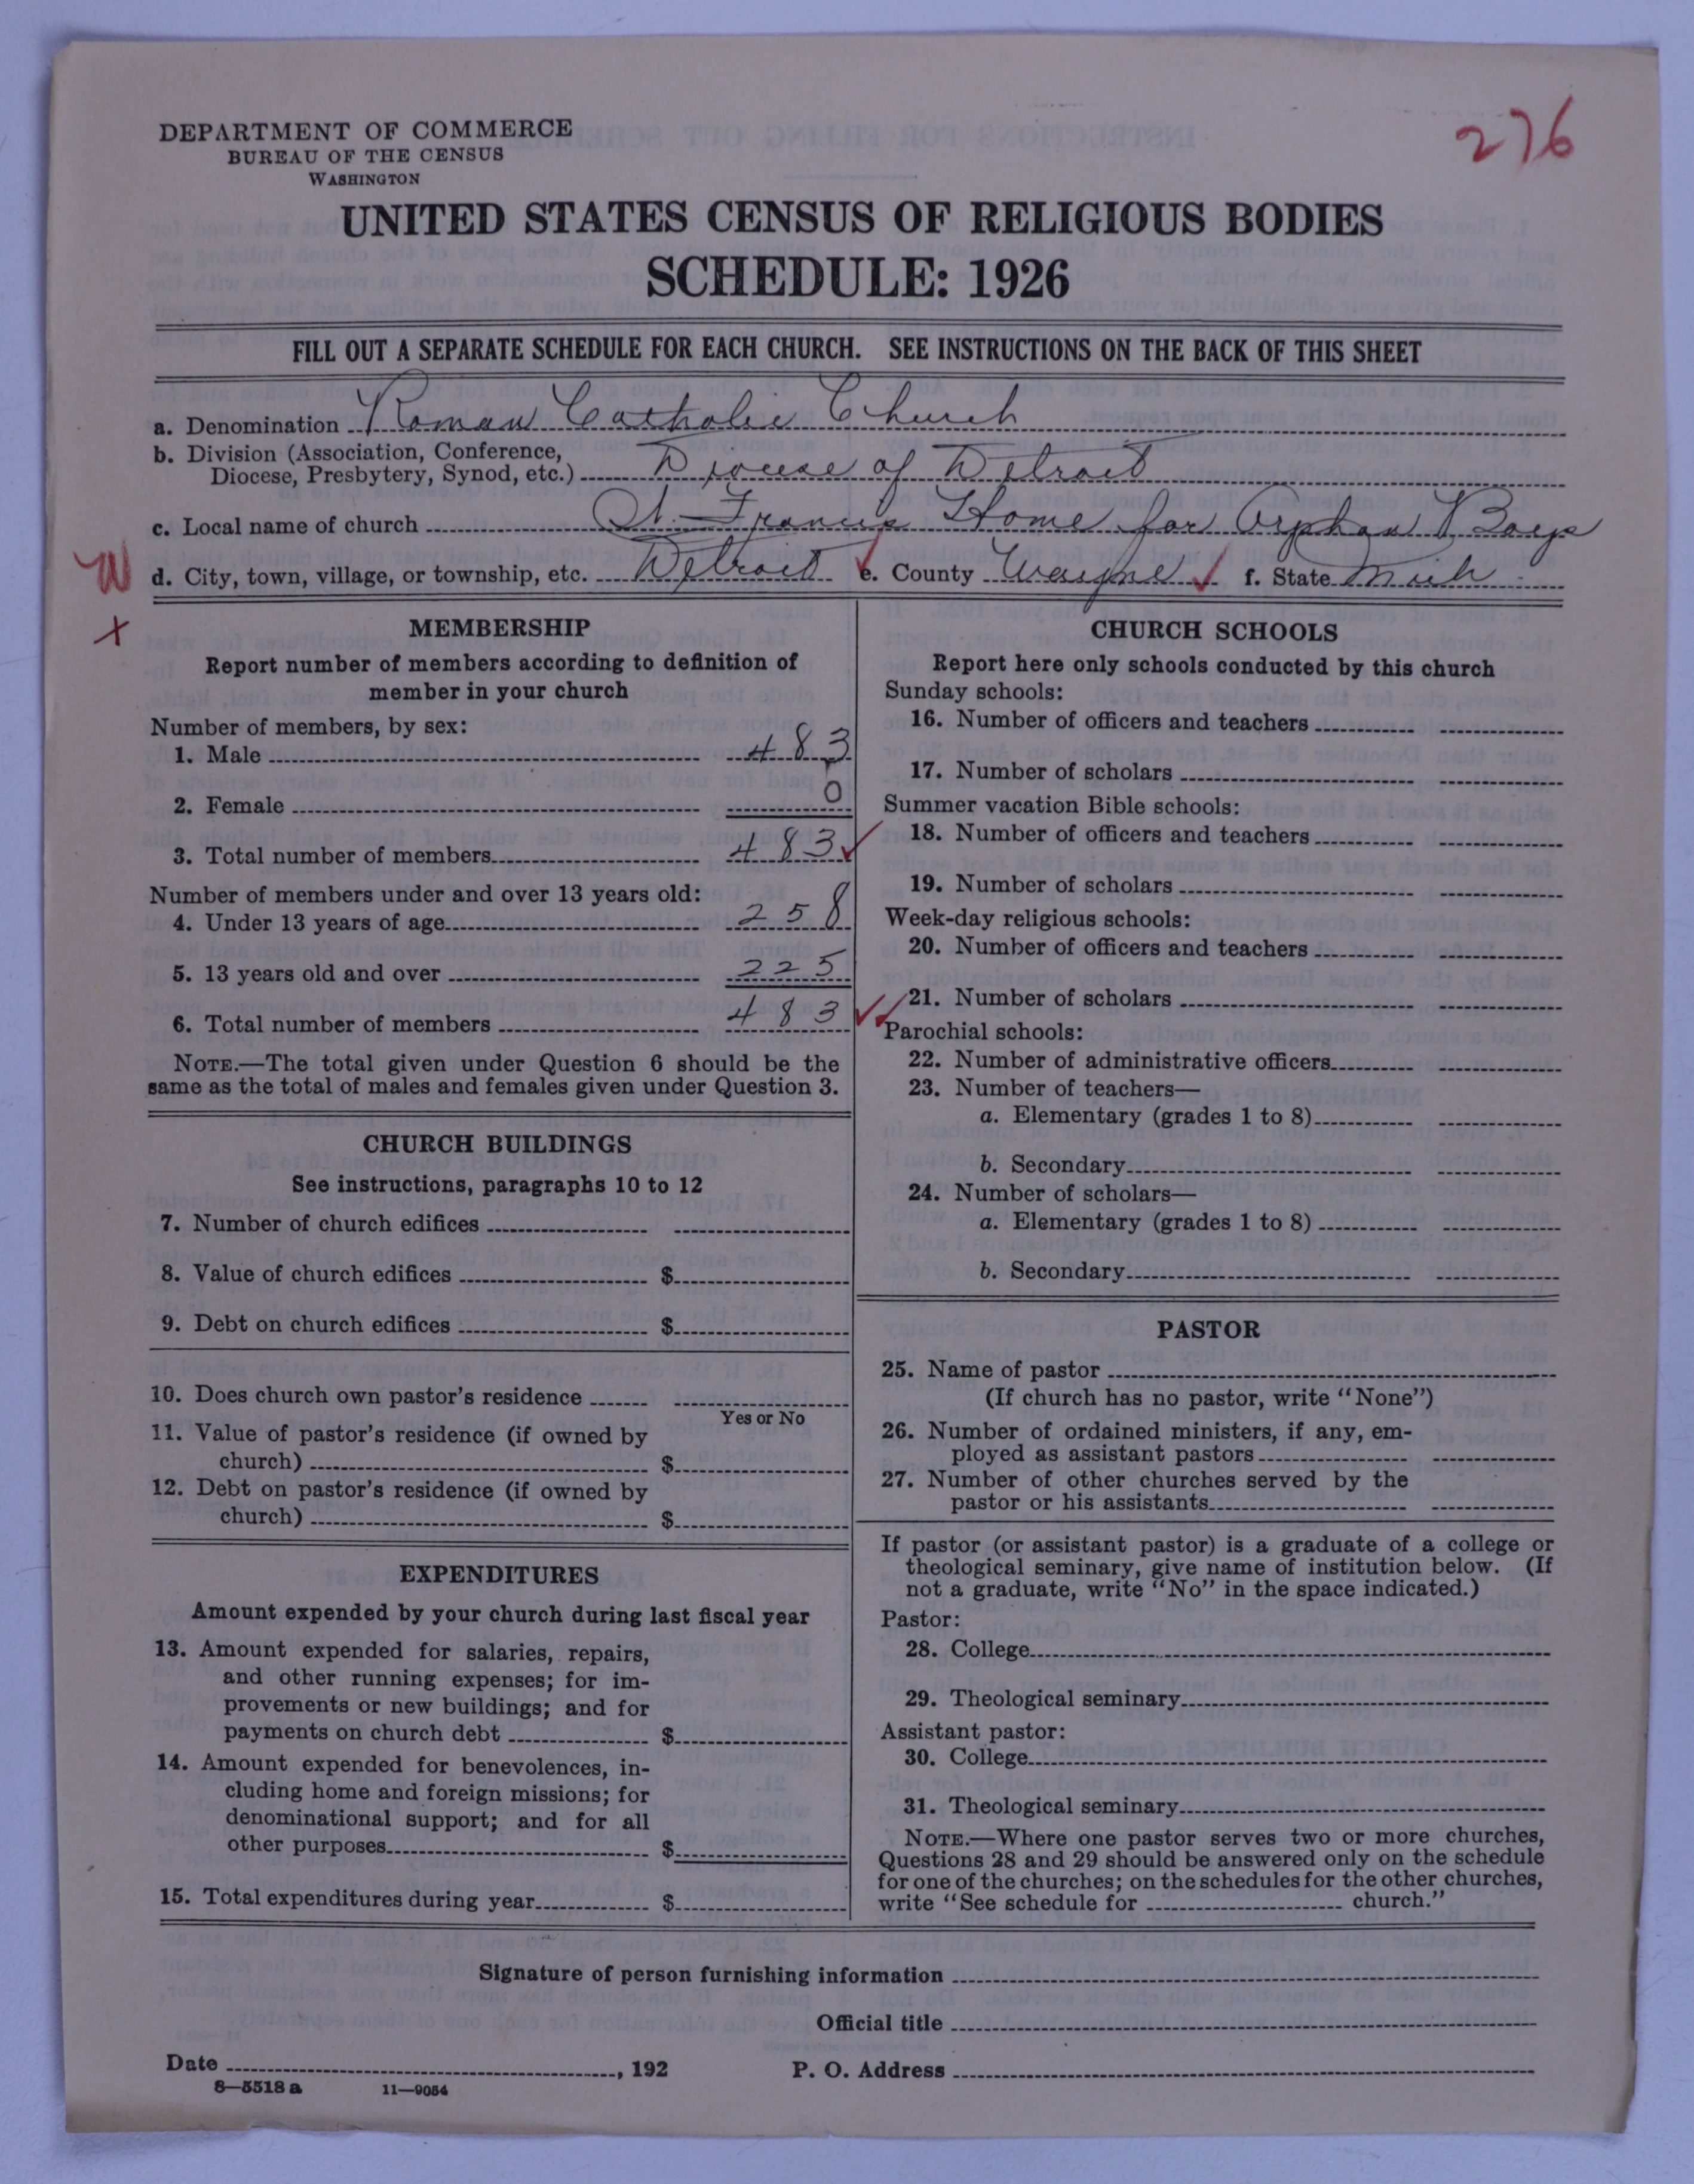 276
DEPARTMENT OF COMMERCE
BUREAU OF THE CENSUS
WASHINGTON
UNITED STATES CENSUS OF RELIGIOUS BODIES
SCHEDULE: 1926
FILL OUT A SEPARATE SCHEDULE FOR EACH CHURCH. SEE INSTRUCTIONS ON THE BACK OF THIS SHEET
a. Denomination Roman Catholic Church
b. Division (Association, Conference,
Diocese, Presbytery, Synod, etc.) Diocese of Detroit
c. Local name of church St. Francis Home for Orphan Boys
W d. City, town, village, or township, etc. Detroit e. County Wayne f. State Mich
x
MEMBERSHIP
Report number of members according to definition of
member in your church
Number of members, by sex:
1. Male 483
2. Female 0
3. Total number of members 483
Number of members under and over 13 years old:
4. Under 13 years of age 258
5. 13 years old and over 225
6. Total number of members 483
NOTE.—The total given under Question 6 should be the
same as the total of males and females given under Question 3.
CHURCH BUILDINGS
See instructions, paragraphs 10 to 12
7. Number of church edifices
8. Value of church edifices $
9. Debt on church edifices $
10. Does church own pastor's residence
Yes or No
11. Value of pastor's residence (if owned by
church) $
12. Debt on pastor's residence (if owned by
church) $
EXPENDITURES
Amount expended by your church during last fiscal year
13. Amount expended for salaries, repairs,
and other running expenses; for im-
provements or new buildings; and for
payments on church debt $
14. Amount expended for benevolences, in-
cluding home and foreign missions; for
denominational support; and for all
other purposes $
15. Total expenditures during year $
CHURCH SCHOOLS
Report here only schools conducted by this church
Sunday schools:
16. Number of officers and teachers
17. Number of scholars
Summer vacation Bible schools:
18. Number of officers and teachers
19. Number of scholars
Week-day religious schools:
20. Number of officers and teachers
21. Number of scholars
Parochial schools:
22. Number of administrative officers
23. Number of teachers—
a. Elementary (grades 1 to 8)
b. Secondary
24. Number of scholars—
a. Elementary (grades 1 to 8)
b. Secondary
PASTOR
25. Name of pastor
(If church has no pastor, write "None")
26. Number of ordained ministers, if any, em-
ployed as assistant pastors
27. Number of other churches served by the
pastor or his assistants
If pastor (or assistant pastor) is a graduate of a college or
theological seminary, give name of institution below. (If
not a graduate, write "No" in the space indicated.)
Pastor:
28. College
29. Theological seminary
Assistant pastor:
30. College
31. Theological seminary
NOTE.—Where one pastor serves two or more churches,
Questions 28 and 29 should be answered only on the schedule
for one of the churches; on the schedules for the other churches,
write "See schedule for church."
Signature of person furnishing information
Official title
Date , 192 P. O. Address
8—5518 a 11—9054